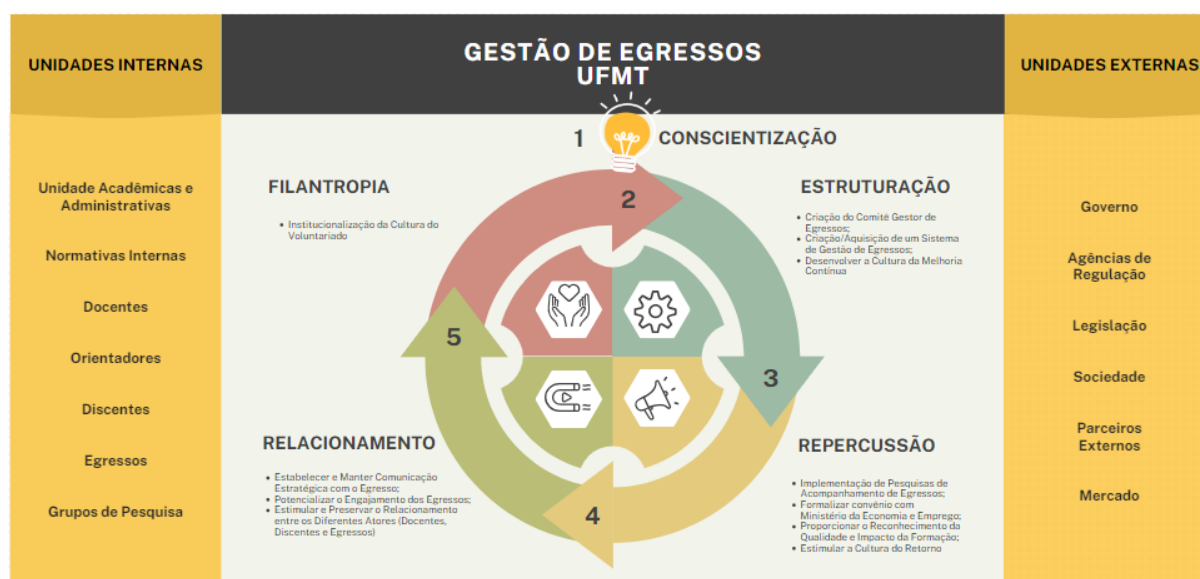 UNIDADES INTERNAS
Unidade Acadêmicas e
Administrativas
Normativas Internas
Docentes
Orientadores
Discentes
Egressos
Grupos de Pesquisa
GESTÃO DE EGRESSOS
UFMT
1
CONSCIENTIZAÇÃO
FILANTROPIA
• Institucionalização da Cultura do
Voluntariado
2
ESTRUTURAÇÃO
• Criação do Comitê Gestor de
Egressos;
• Criação/Aquisição de um Sistema
de Gestão de Egressos;
• Desenvolver a Cultura da Melhoria
Contínua
5
3
RELACIONAMENTO
• Estabelecer e Manter Comunicação
Estratégica com o Egresso;
• Potencializar o Engajamento dos Egressos;
• Estimular e Preservar o Relacionamento
entre os Diferentes Atores (Docentes,
Discentes e Egressos)
4
REPERCUSSÃO
• Implementação de Pesquisas de
Acompanhamento de Egressos;
• Formalizar convênio com
Ministério da Economia e Emprego;
• Proporcionar o Reconhecimento da
Qualidade e Impacto da Formação;
• Estimular a Cultura do Retorno
UNIDADES EXTERNAS
Governo
Agências de
Regulação
Legislação
Sociedade
Parceiros
Externos
Mercado